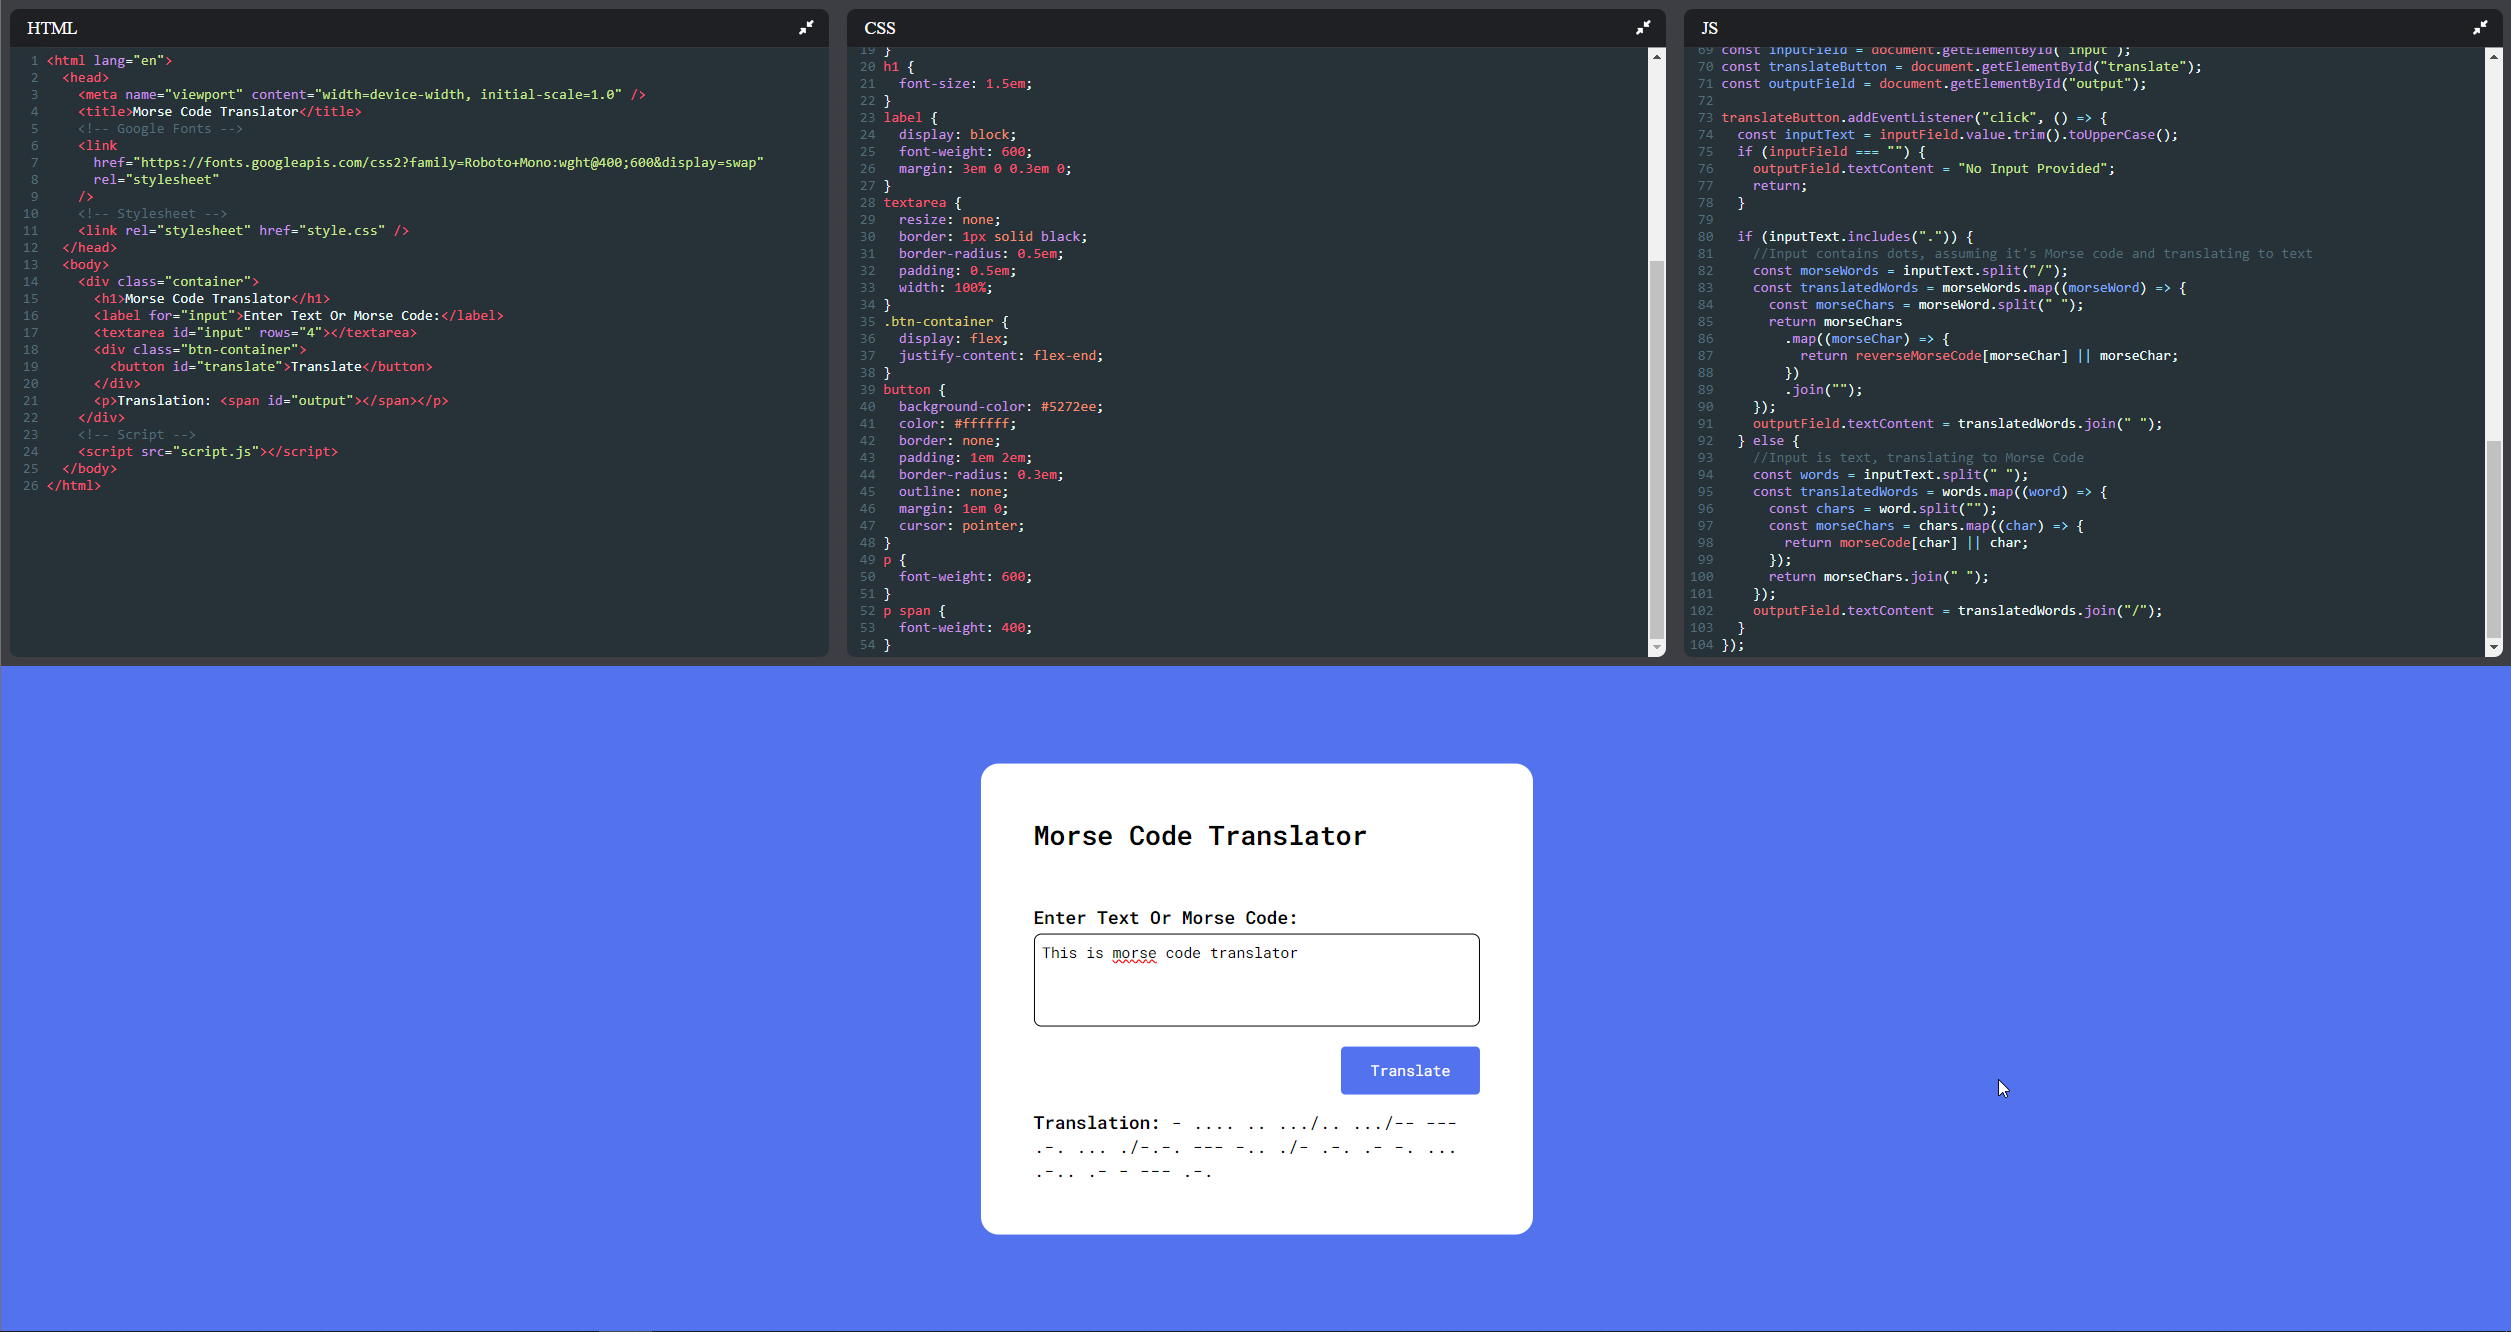 HTML
1 <html lang="en">
2   <head>
3     <meta name="viewport" content="width=device-width, initial-scale=1.0" />
4     <title>Morse Code Translator</title>
5     <!-- Google Fonts -->
6     <link
7       href="https://fonts.googleapis.com/css2?family=Roboto+Mono:wght@400;600&display=swap"
8       rel="stylesheet"
9     />
10     <!-- Stylesheet -->
11     <link rel="stylesheet" href="style.css" />
12   </head>
13   <body>
14     <div class="container">
15       <h1>Morse Code Translator</h1>
16       <label for="input">Enter Text Or Morse Code:</label>
17       <textarea id="input" rows="4"></textarea>
18       <div class="btn-container">
19         <button id="translate">Translate</button>
20       </div>
21       <p>Translation: <span id="output"></span></p>
22     </div>
23     <!-- Script -->
24     <script src="script.js"></script>
25   </body>
26 </html>
CSS
19 }
20 h1 {
21   font-size: 1.5em;
22 }
23 label {
24   display: block;
25   font-weight: 600;
26   margin: 3em 0 0.3em 0;
27 }
28 textarea {
29   resize: none;
30   border: 1px solid black;
31   border-radius: 0.5em;
32   padding: 0.5em;
33   width: 100%;
34 }
35 .btn-container {
36   display: flex;
37   justify-content: flex-end;
38 }
39 button {
40   background-color: #5272ee;
41   color: #ffffff;
42   border: none;
43   padding: 1em 2em;
44   border-radius: 0.3em;
45   outline: none;
46   margin: 1em 0;
47   cursor: pointer;
48 }
49 p {
50   font-weight: 600;
51 }
52 p span {
53   font-weight: 400;
54 }
JS
69 const inputField = document.getElementById("input");
70 const translateButton = document.getElementById("translate");
71 const outputField = document.getElementById("output");
72
73 translateButton.addEventListener("click", () => {
74   const inputText = inputField.value.trim().toUpperCase();
75   if (inputField === "") {
76     outputField.textContent = "No Input Provided";
77     return;
78   }
79
80   if (inputText.includes(".")) {
81     //Input contains dots, assuming it's Morse code and translating to text
82     const morseWords = inputText.split("/");
83     const translatedWords = morseWords.map((morseWord) => {
84       const morseChars = morseWord.split(" ");
85       return morseChars
86         .map((morseChar) => {
87           return reverseMorseCode[morseChar] || morseChar;
88         })
89         .join("");
90     });
91     outputField.textContent = translatedWords.join(" ");
92   } else {
93     //Input is text, translating to Morse Code
94     const words = inputText.split(" ");
95     const translatedWords = words.map((word) => {
96       const chars = word.split("");
97       const morseChars = chars.map((char) => {
98         return morseCode[char] || char;
99       });
100       return morseChars.join(" ");
101     });
102     outputField.textContent = translatedWords.join("/");
103   }
104 });
Morse Code Translator
Enter Text Or Morse Code:
This is morse code translator
Translate
Translation: - .... .. .../.. .../-- ---
.-. ... ./-.-. --- -.. ./- .-. .- -. ...
.-.. .- - --- .-.